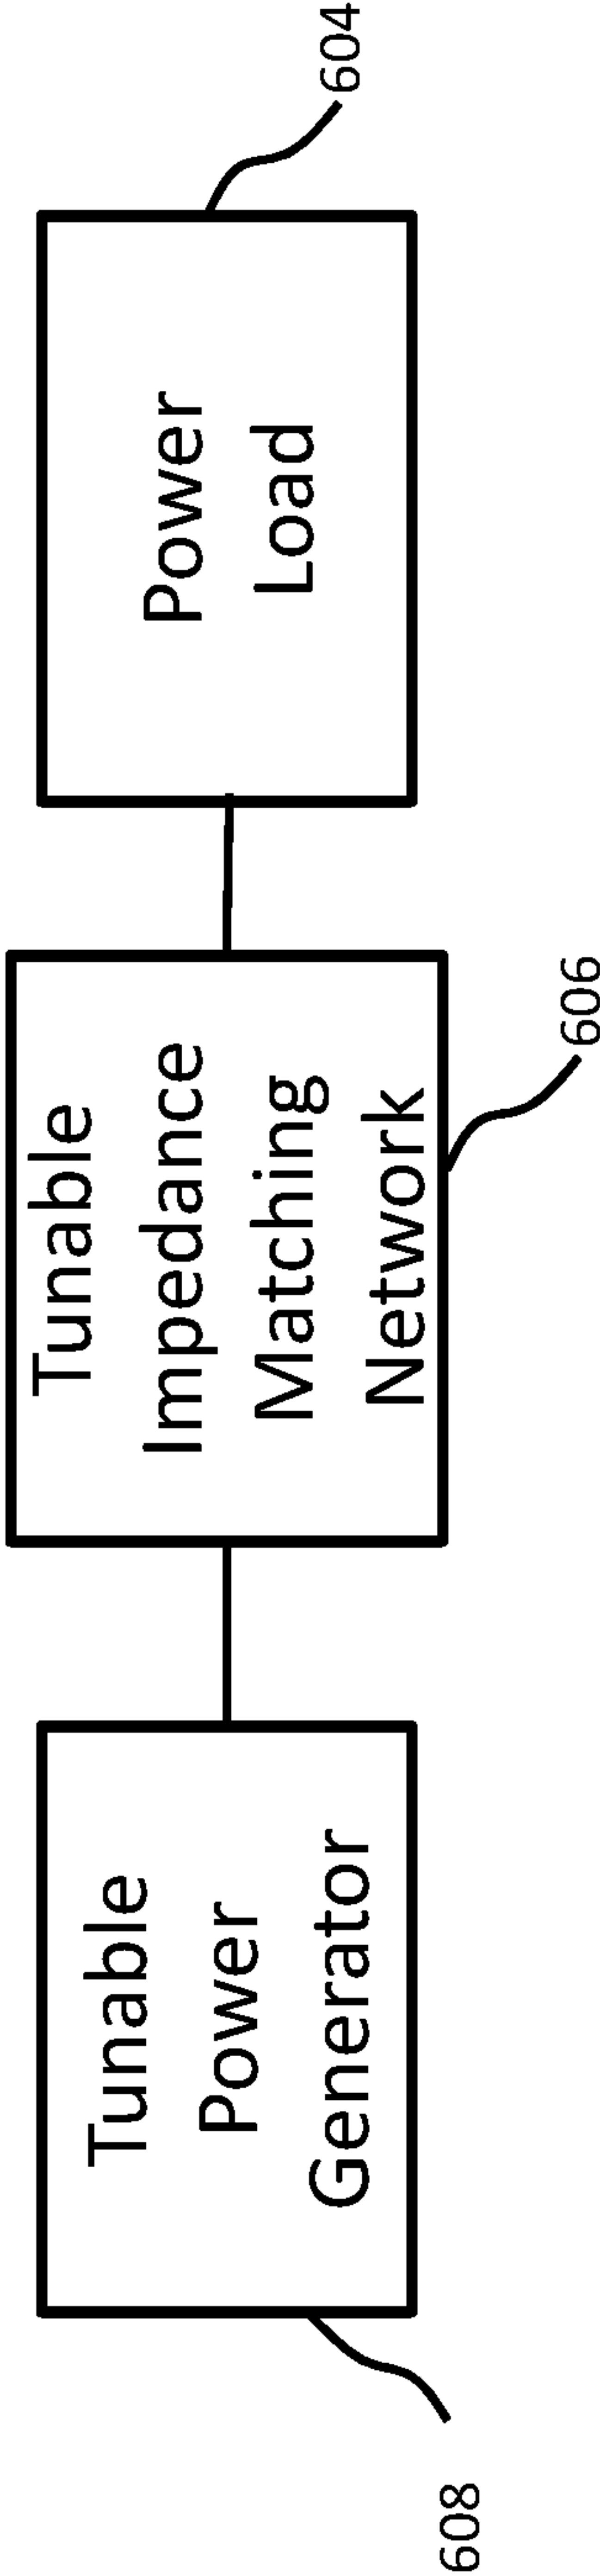 Tunable
Power
Generator
608
Tunable
Impedance
Matching
Network
606
Power
Load
604